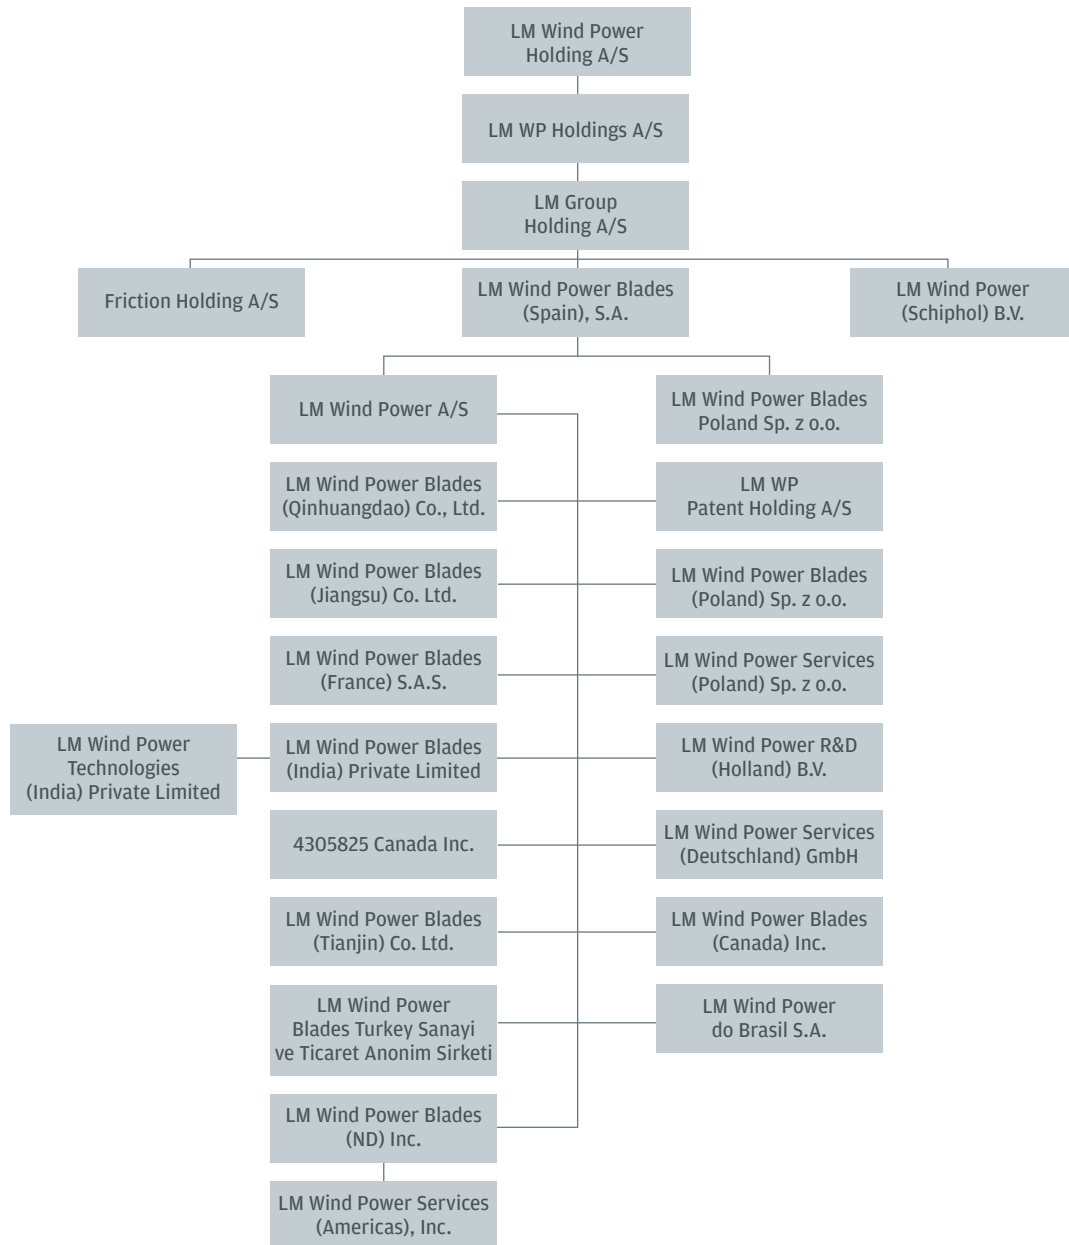 LM Wind Power
Holding A/S
LM WP Holdings A/S
LM Group
Holding A/S
Friction Holding A/S
LM Wind Power Blades
(Spain), S.A.
LM Wind Power
(Schiphol) B.V.
LM Wind Power A/S
LM Wind Power Blades
Poland Sp. z o.o.
LM Wind Power Blades
(Qinhuangdao) Co., Ltd.
LM WP
Patent Holding A/S
LM Wind Power Blades
(Jiangsu) Co. Ltd.
LM Wind Power Blades
(Poland) Sp. z o.o.
LM Wind Power Blades
(France) S.A.S.
LM Wind Power Services
(Poland) Sp. z o.o.
LM Wind Power
Technologies
(India) Private Limited
LM Wind Power Blades
(India) Private Limited
LM Wind Power R&D
(Holland) B.V.
4305825 Canada Inc.
LM Wind Power Services
(Deutschland) GmbH
LM Wind Power Blades
(Tianjin) Co. Ltd.
LM Wind Power Blades
(Canada) Inc.
LM Wind Power
Blades Turkey Sanayi
ve Ticaret Anonim Sirketi
LM Wind Power
do Brasil S.A.
LM Wind Power Blades
(ND) Inc.
LM Wind Power Services
(Americas), Inc.